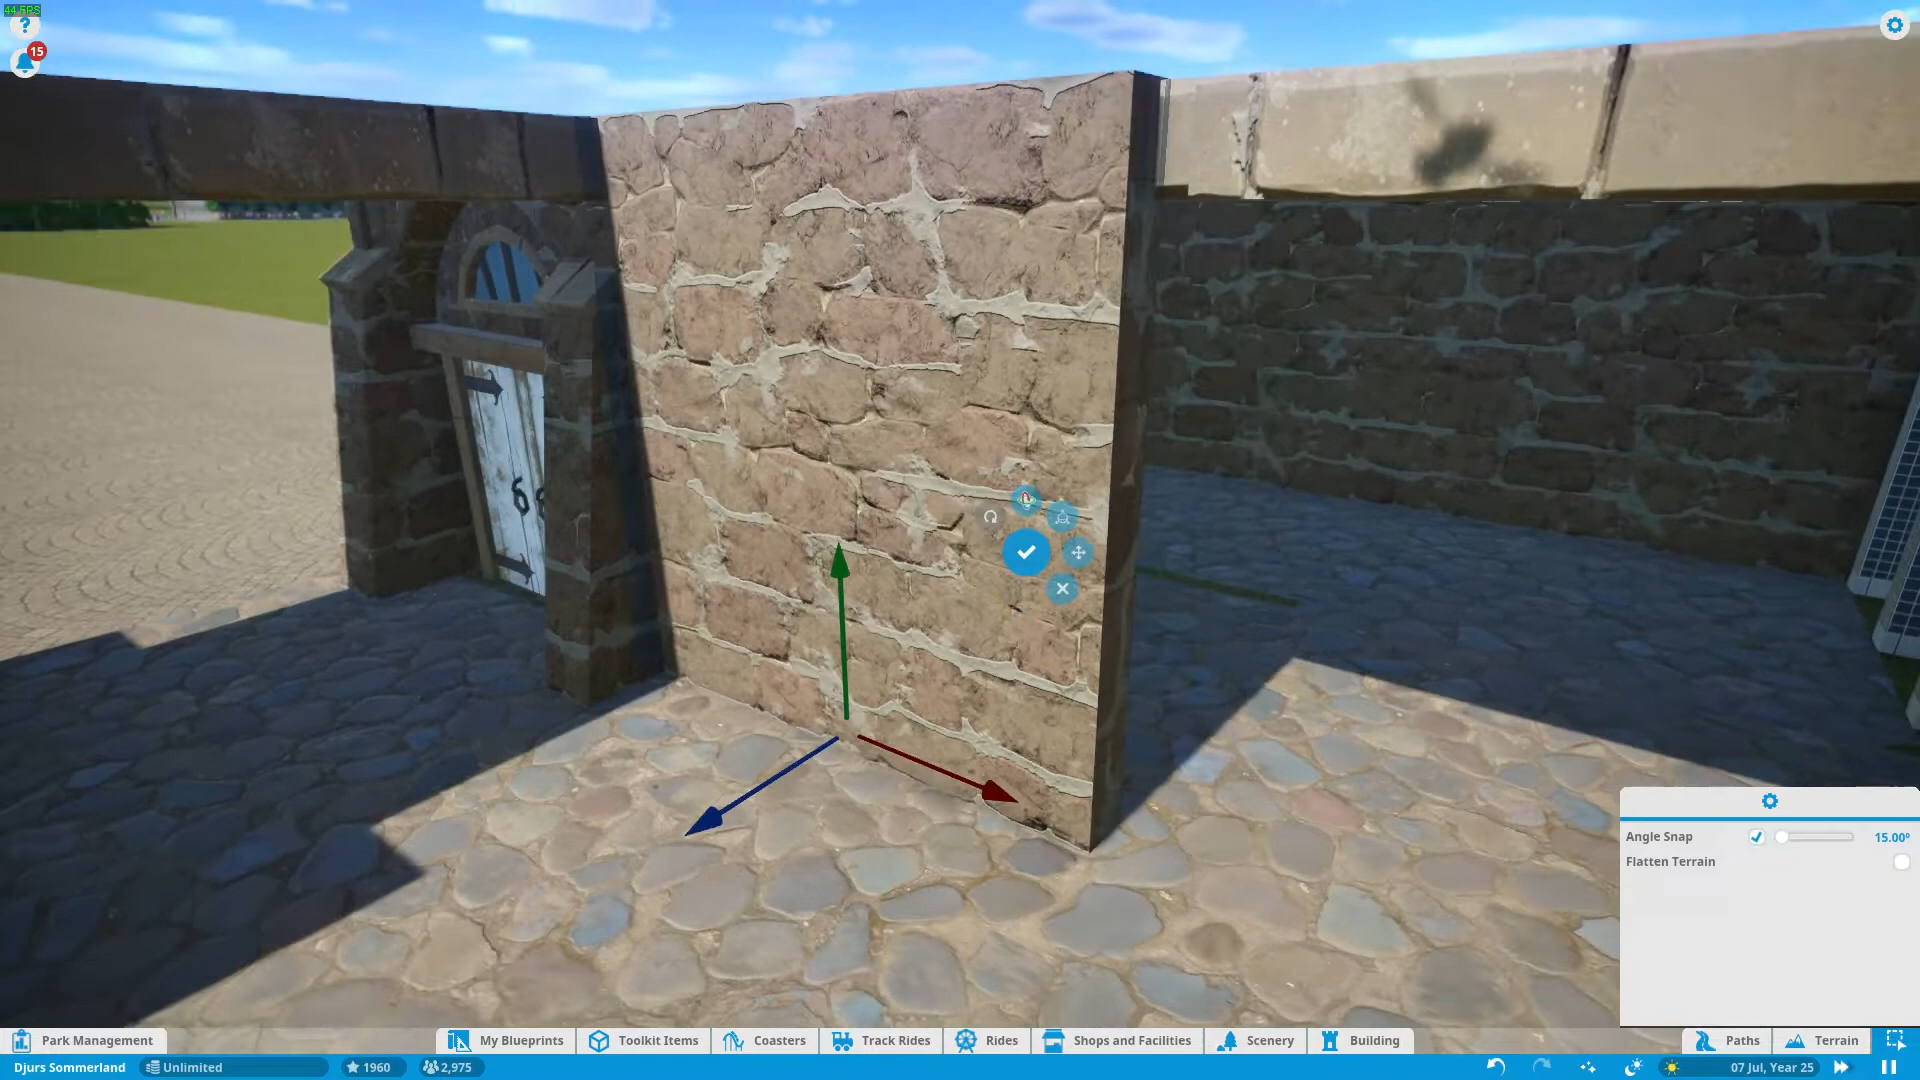 44 FPS
?
15
6
Angle Snap 15.00°
Flatten Terrain
Park Management
My Blueprints
Toolkit Items
Coasters
Track Rides
Rides
Shops and Facilities
Scenery
Building
Paths
Terrain
Djurs Sommerland
Unlimited
1960
2,975
07 Jul, Year 25